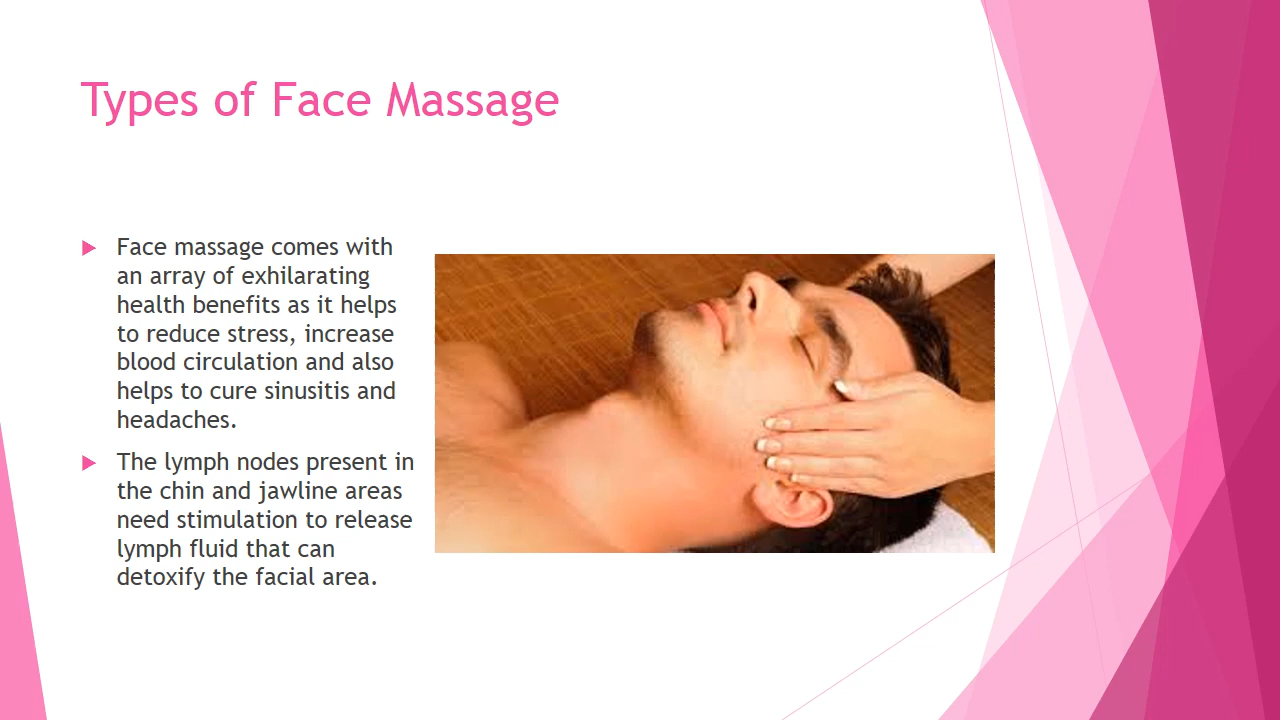 Types of Face Massage
Face massage comes with
an array of exhilarating
health benefits as it helps
to reduce stress, increase
blood circulation and also
helps to cure sinusitis and
headaches.
The lymph nodes present in
the chin and jawline areas
need stimulation to release
lymph fluid that can
detoxify the facial area.